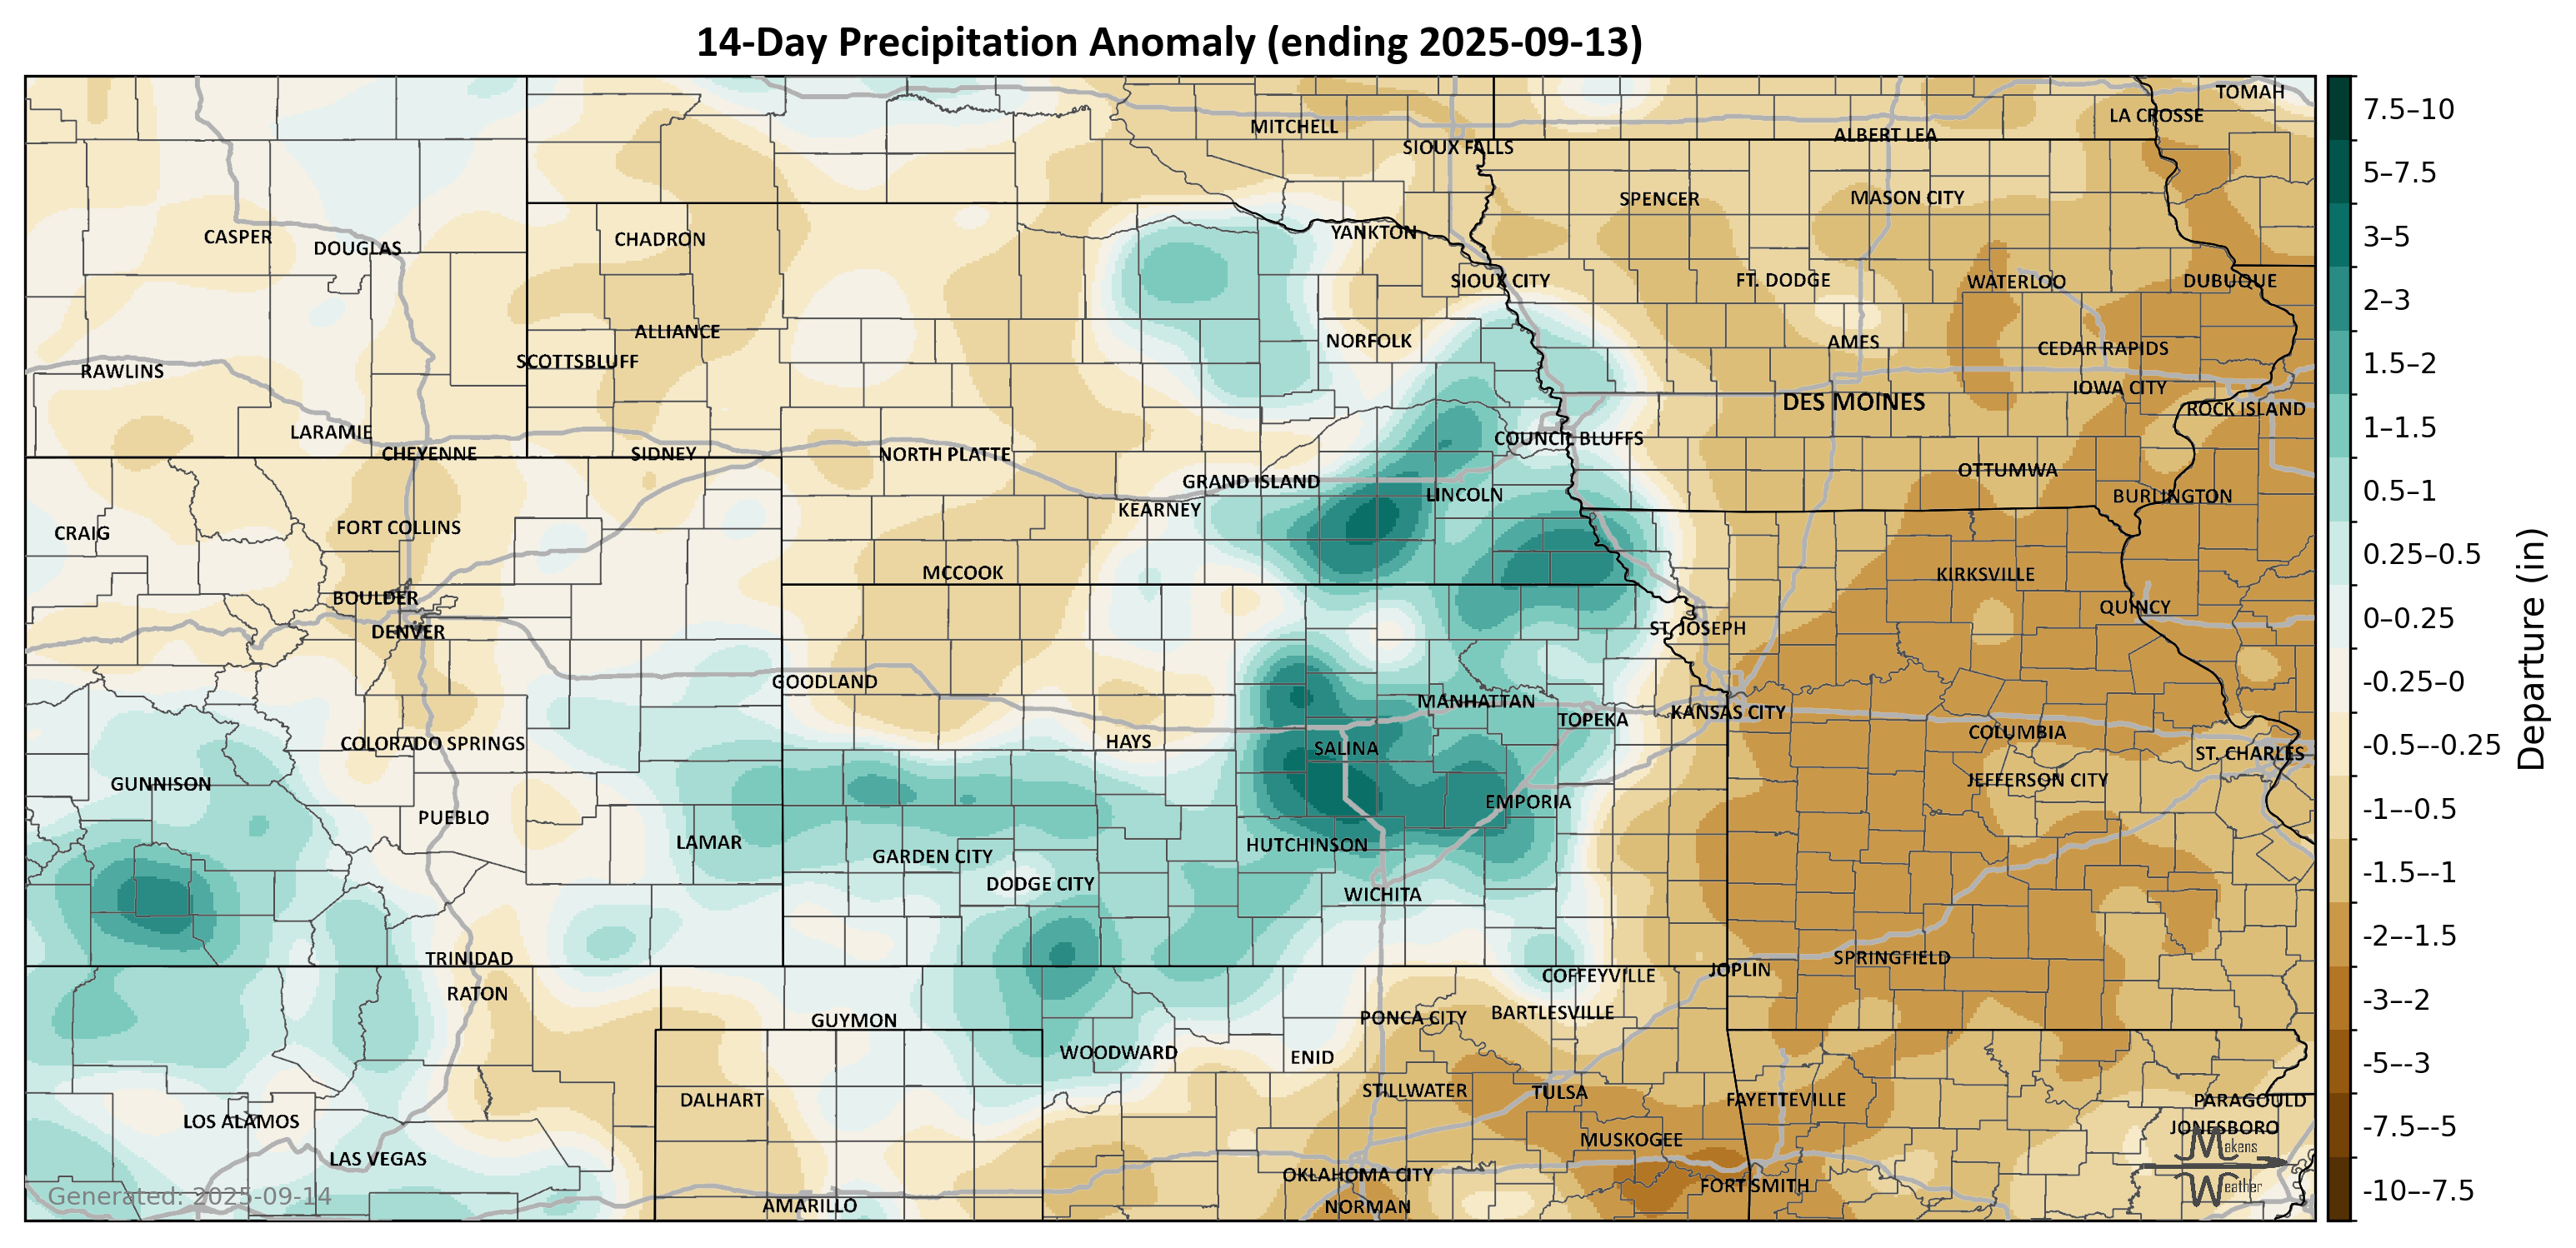 14-Day Precipitation Anomaly (ending 2025-09-13)
TOMAH
LA CROSSE
MITCHELL
ALBERT LEA
SIOUX FALLS
SPENCER
MASON CITY
CASPER
DOUGLAS
CHADRON
YANKTON
SIOUX CITY
FT. DODGE
WATERLOO
DUBUQUE
ALLIANCE
NORFOLK
AMES
CEDAR RAPIDS
SCOTTSBLUFF
RAWLINS
IOWA CITY
DES MOINES
ROCK ISLAND
LARAMIE
COUNCIL BLUFFS
CHEYENNE
SIDNEY
NORTH PLATTE
OTTUMWA
GRAND ISLAND
LINCOLN
BURLINGTON
KEARNEY
CRAIG
FORT COLLINS
MCCOOK
KIRKSVILLE
BOULDER
QUINCY
DENVER
ST. JOSEPH
GOODLAND
MANHATTAN
KANSAS CITY
TOPEKA
COLUMBIA
COLORADO SPRINGS
HAYS
SALINA
ST. CHARLES
GUNNISON
JEFFERSON CITY
EMPORIA
PUEBLO
LAMAR
HUTCHINSON
GARDEN CITY
DODGE CITY
WICHITA
TRINIDAD
SPRINGFIELD
JOPLIN
COFFEYVILLE
RATON
BARTLESVILLE
GUYMON
PONCA CITY
WOODWARD
ENID
STILLWATER
TULSA
DALHART
FAYETTEVILLE
PARAGOULD
LOS ALAMOS
JONESBORO
MUSKOGEE
LAS VEGAS
OKLAHOMA CITY
FORT SMITH
AMARILLO
NORMAN
Generated: 2025-09-14
Makens
Weather
7.5–10
5–7.5
3–5
2–3
1.5–2
1–1.5
0.5–1
0.25–0.5
0–0.25
-0.25–0
-0.5–-0.25
-1–-0.5
-1.5–-1
-2–-1.5
-3–-2
-5–-3
-7.5–-5
-10–-7.5
Departure (in)